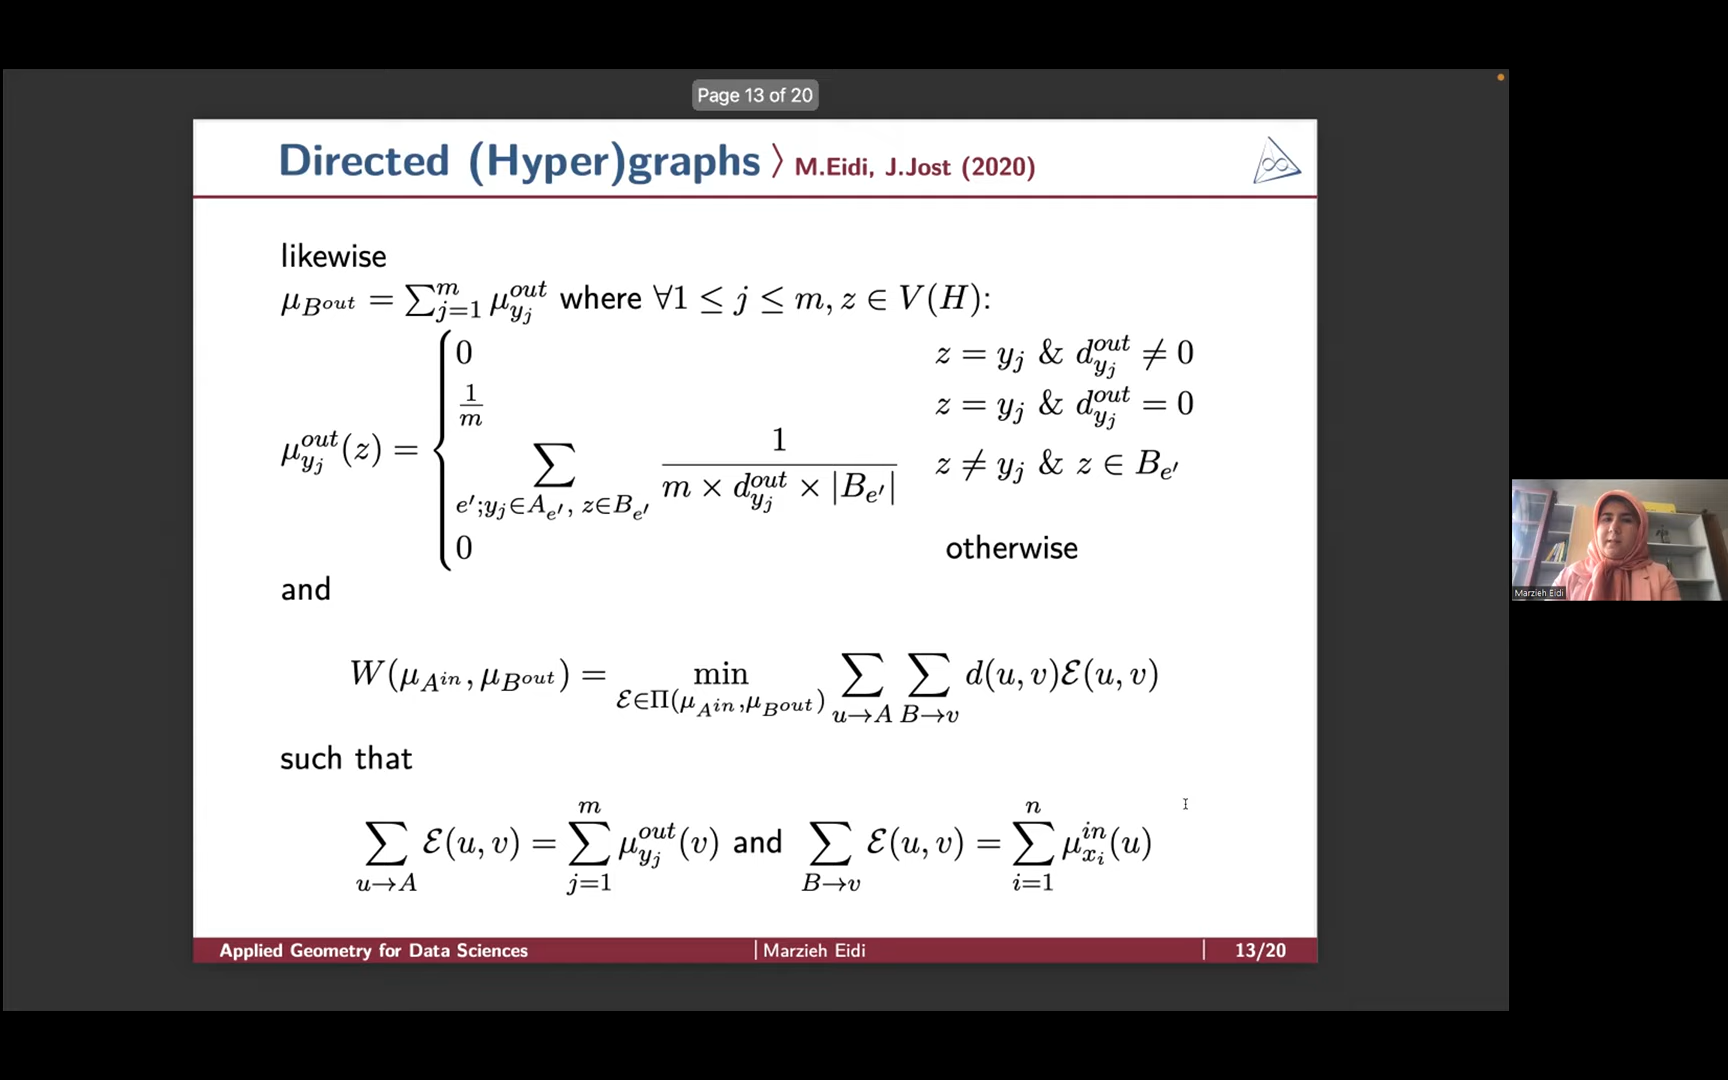 Page 13 of 20
Directed (Hyper)graphs ⟩ M.Eidi, J.Jost (2020)
likewise
μ_{B^{out}} = ∑_{j=1}^{m} μ_{y_j}^{out} where ∀1 ≤ j ≤ m, z ∈ V(H):
μ_{y_j}^{out}(z) = {
0 z = y_j & d_{y_j}^{out} ≠ 0
1/m z = y_j & d_{y_j}^{out} = 0
∑_{e′;y_j∈A_{e′}, z∈B_{e′}} 1/(m × d_{y_j}^{out} × |B_{e′}|) z ≠ y_j & z ∈ B_{e′}
0 otherwise
and
W(μ_{A^{in}}, μ_{B^{out}}) = min_{ℰ∈Π(μ_{A^{in}},μ_{B^{out}})} ∑_{u→A} ∑_{B→v} d(u, v)ℰ(u, v)
such that
∑_{u→A} ℰ(u, v) = ∑_{j=1}^{m} μ_{y_j}^{out}(v) and ∑_{B→v} ℰ(u, v) = ∑_{i=1}^{n} μ_{x_i}^{in}(u)
Applied Geometry for Data Sciences | Marzieh Eidi | 13/20
Marzieh Eidi